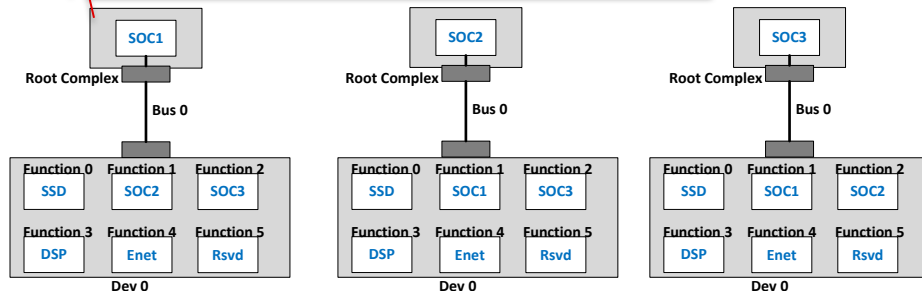 SOC1
SOC2
SOC3
Root Complex
Root Complex
Root Complex
Bus 0
Bus 0
Bus 0
Function 0 Function 1 Function 2
SSD SOC2 SOC3
Function 3 Function 4 Function 5
DSP Enet Rsvd
Dev 0
Function 0 Function 1 Function 2
SSD SOC1 SOC3
Function 3 Function 4 Function 5
DSP Enet Rsvd
Dev 0
Function 0 Function 1 Function 2
SSD SOC1 SOC2
Function 3 Function 4 Function 5
DSP Enet Rsvd
Dev 0